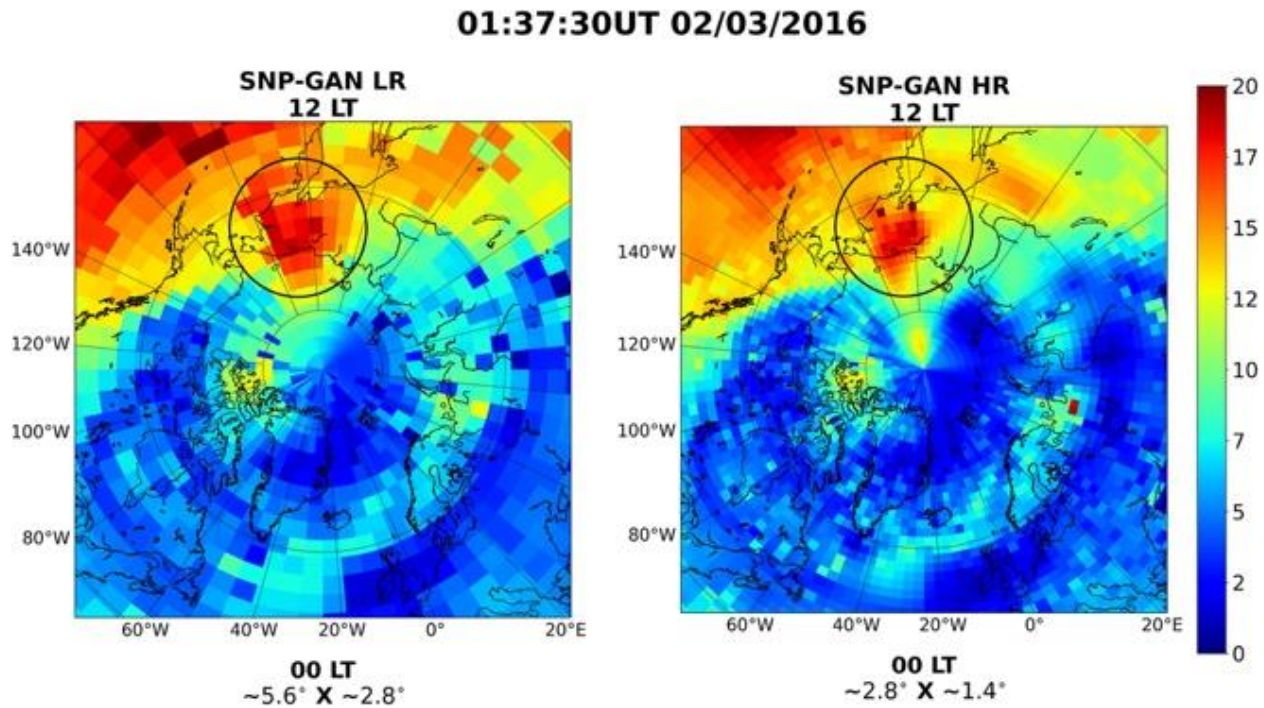 01:37:30UT 02/03/2016
SNP-GAN LR
12 LT
140°W
120°W
100°W
80°W
60°W
40°W
20°W
0°
20°E
00 LT
~5.6° X ~2.8°
SNP-GAN HR
12 LT
140°W
120°W
100°W
80°W
60°W
40°W
20°W
0°
20°E
00 LT
~2.8° X ~1.4°
20
17
15
12
10
7
5
2
0